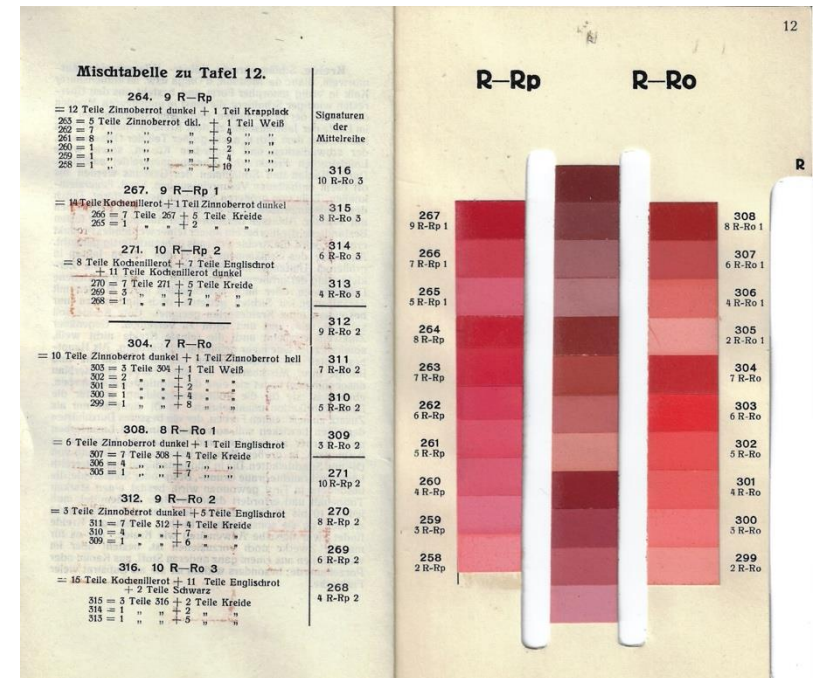 Mischtabelle zu Tafel 12.
264. 9 R—Rp
= 12 Teile Zinnoberrot dunkel + 1 Teil Krapplack
263 = 5 Teile Zinnoberrot dkl. + 1 Teil Weiß
262 = 7 „ „ „ + 4 „ „
261 = 8 „ „ „ + 9 „ „
260 = 1 „ „ „ + 2 „ „
259 = 1 „ „ „ + 4 „ „
258 = 1 „ „ „ + 10 „ „
267. 9 R—Rp 1
= 14 Teile Kochenillerot + 1 Teil Zinnoberrot dunkel
266 = 7 Teile 267 + 5 Teile Kreide
265 = 1 „ „ + 2 „ „
271. 10 R—Rp 2
= 8 Teile Kochenillerot + 7 Teile Englischrot
+ 11 Teile Kochenillerot dunkel
270 = 7 Teile 271 + 5 Teile Kreide
269 = 3 „ „ + 7 „ „
268 = 1 „ „ + 7 „ „
304. 7 R—Ro
= 10 Teile Zinnoberrot dunkel + 1 Teil Zinnoberrot hell
303 = 3 Teile 304 + 1 Teil Weiß
302 = 2 „ „ + 1 „ „
301 = 1 „ „ + 2 „ „
300 = 1 „ „ + 4 „ „
299 = 1 „ „ + 8 „ „
308. 8 R—Ro 1
= 6 Teile Zinnoberrot dunkel + 1 Teil Englischrot
307 = 7 Teile 308 + 4 Teile Kreide
306 = 4 „ „ + 7 „ „
305 = 1 „ „ + 7 „ „
312. 9 R—Ro 2
= 3 Teile Zinnoberrot dunkel + 5 Teile Englischrot
311 = 7 Teile 312 + 4 Teile Kreide
310 = 4 „ „ + 7 „ „
309 = 1 „ „ + 6 „ „
316. 10 R—Ro 3
= 15 Teile Kochenillerot + 11 Teile Englischrot
+ 2 Teile Schwarz
315 = 3 Teile 316 + 2 Teile Kreide
314 = 1 „ „ + 2 „ „
313 = 1 „ „ + 5 „ „
Signaturen
der
Mittelreihe
316
10 R-Ro 3
315
8 R-Ro 3
314
6 R-Ro 3
313
4 R-Ro 3
312
9 R-Ro 2
311
7 R-Ro 2
310
5 R-Ro 2
309
3 R-Ro 2
271
10 R-Rp 2
270
8 R-Rp 2
269
6 R-Rp 2
268
4 R-Rp 2
12
R—Rp
R—Ro
R
267
9 R-Rp 1
266
7 R-Rp 1
265
5 R-Rp 1
264
8 R-Rp
263
7 R-Rp
262
6 R-Rp
261
5 R-Rp
260
4 R-Rp
259
3 R-Rp
258
2 R-Rp
308
8 R-Ro 1
307
6 R-Ro 1
306
4 R-Ro 1
305
2 R-Ro 1
304
7 R-Ro
303
6 R-Ro
302
5 R-Ro
301
4 R-Ro
300
3 R-Ro
299
2 R-Ro